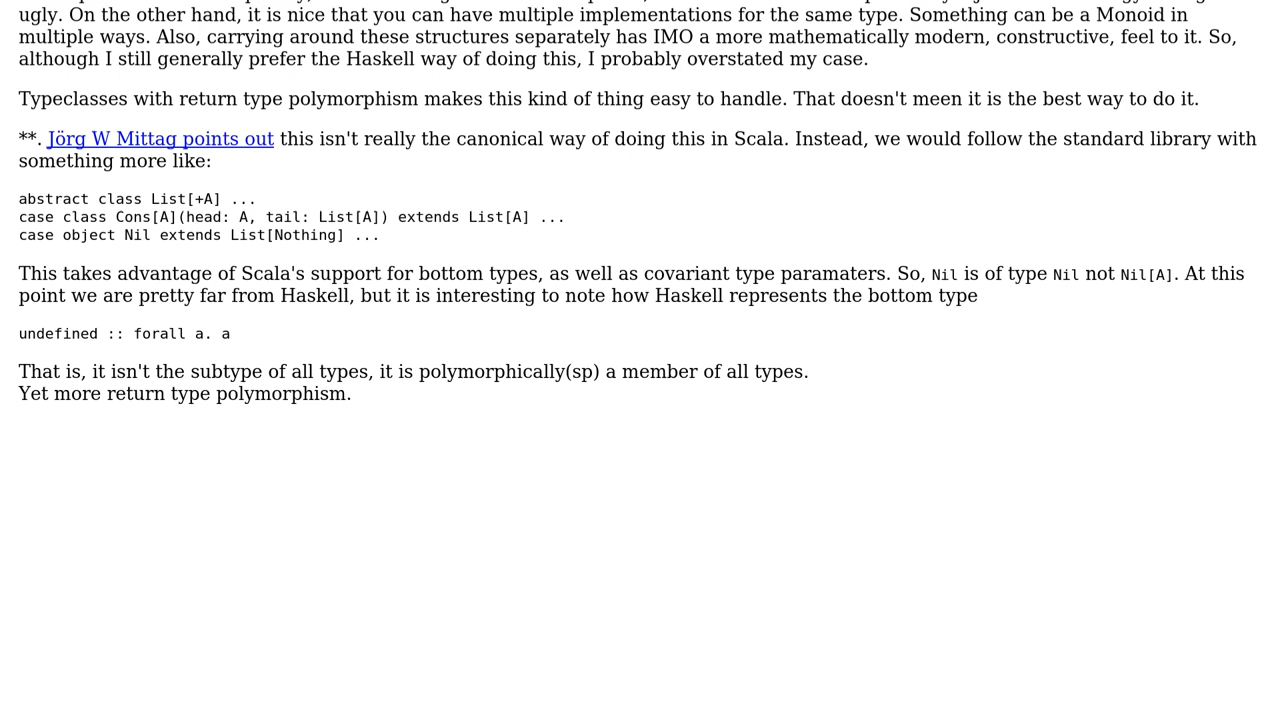 ugly. On the other hand, it is nice that you can have multiple implementations for the same type. Something can be a Monoid in
multiple ways. Also, carrying around these structures separately has IMO a more mathematically modern, constructive, feel to it. So,
although I still generally prefer the Haskell way of doing this, I probably overstated my case.
Typeclasses with return type polymorphism makes this kind of thing easy to handle. That doesn't meen it is the best way to do it.
**. Jörg W Mittag points out this isn't really the canonical way of doing this in Scala. Instead, we would follow the standard library with
something more like:
abstract class List[+A] ...
case class Cons[A](head: A, tail: List[A]) extends List[A] ...
case object Nil extends List[Nothing] ...
This takes advantage of Scala's support for bottom types, as well as covariant type paramaters. So, Nil is of type Nil not Nil[A]. At this
point we are pretty far from Haskell, but it is interesting to note how Haskell represents the bottom type
undefined :: forall a. a
That is, it isn't the subtype of all types, it is polymorphically(sp) a member of all types.
Yet more return type polymorphism.